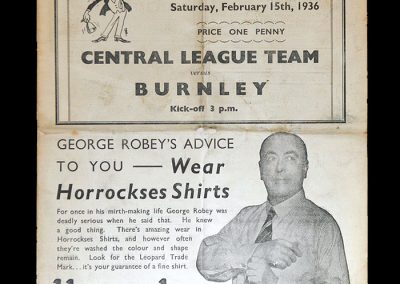 Saturday, February 15th, 1936
PRICE ONE PENNY
CENTRAL LEAGUE TEAM
versus
BURNLEY
Kick-off 3 p.m.
GEORGE ROBEY'S ADVICE
TO YOU — Wear
Horrockses Shirts
For once in his mirth-making life George Robey was
deadly serious when he said that. He knew
a good thing. There's amazing wear in
Horrockses Shirts, and however often
they're washed the colour and shape
remain. Look for the Leopard Trade
Mark...it's your guarantee of a fine shirt.